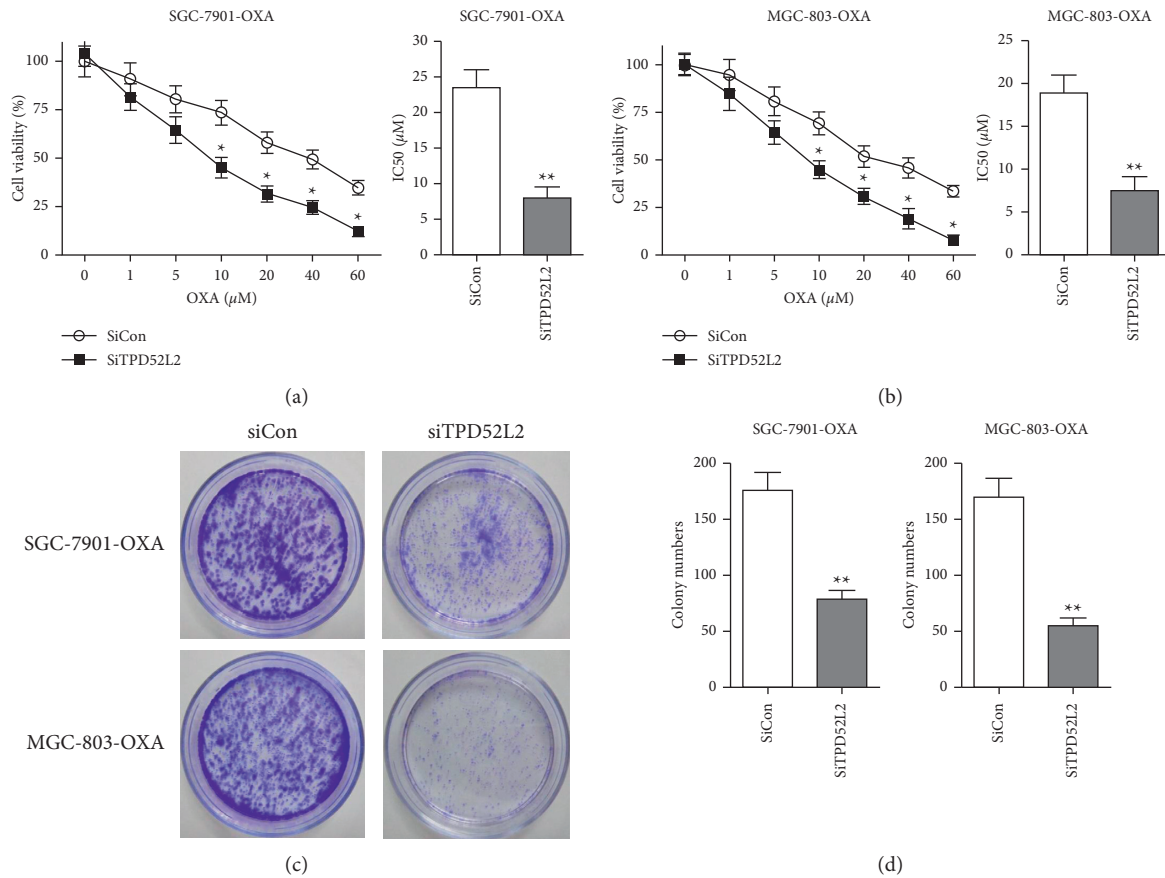 SGC-7901-OXA
Cell viability (%)
100
75
50
25
0
*
*
*
*
0 1 5 10 20 40 60
OXA (µM)
SiCon
SiTPD52L2
SGC-7901-OXA
IC50 (µM)
30
25
20
15
10
5
0
**
SiCon
SiTPD52L2
(a)
MGC-803-OXA
Cell viability (%)
100
75
50
25
0
*
*
*
*
0 1 5 10 20 40 60
OXA (µM)
SiCon
SiTPD52L2
MGC-803-OXA
IC50 (µM)
25
20
15
10
5
0
**
SiCon
SiTPD52L2
(b)
siCon siTPD52L2
SGC-7901-OXA
MGC-803-OXA
(c)
SGC-7901-OXA
Colony numbers
200
150
100
50
0
**
SiCon
SiTPD52L2
MGC-803-OXA
Colony numbers
200
150
100
50
0
**
SiCon
SiTPD52L2
(d)